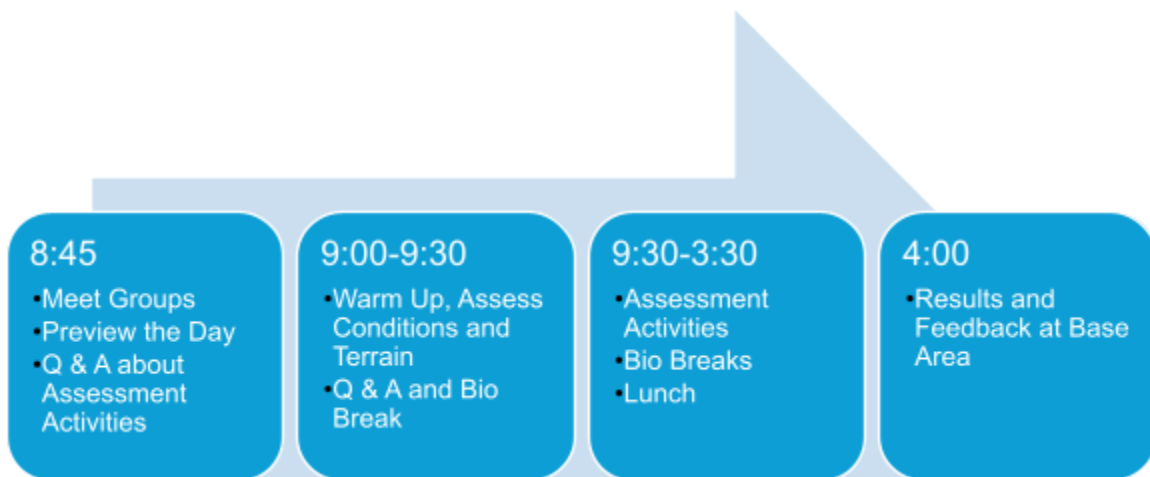 8:45
•Meet Groups
•Preview the Day
•Q & A about
Assessment
Activities
9:00-9:30
•Warm Up, Assess
Conditions and
Terrain
•Q & A and Bio
Break
9:30-3:30
•Assessment
Activities
•Bio Breaks
•Lunch
4:00
•Results and
Feedback at Base
Area